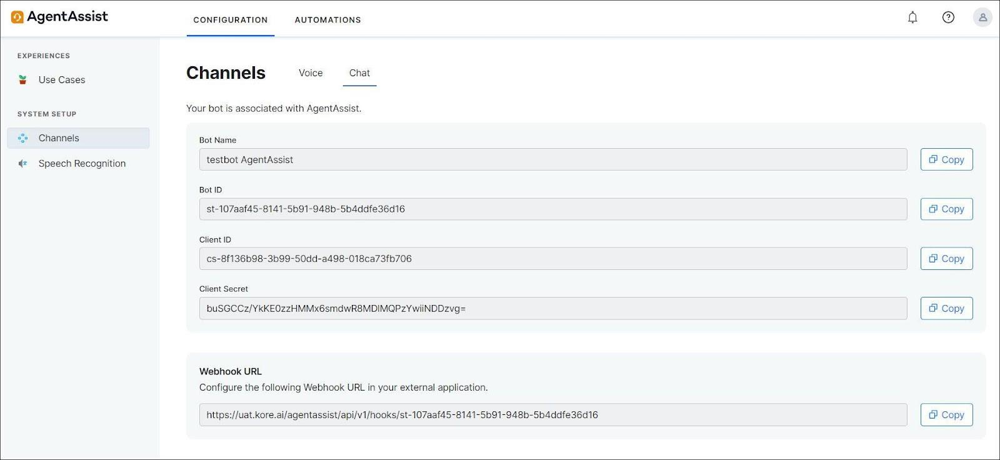 AgentAssist
CONFIGURATION
AUTOMATIONS
EXPERIENCES
Use Cases
SYSTEM SETUP
Channels
Speech Recognition
Channels
Voice
Chat
Your bot is associated with AgentAssist.
Bot Name
testbot AgentAssist
Copy
Bot ID
st-107aaf45-8141-5b91-948b-5b4ddfe36d16
Copy
Client ID
cs-8f136b98-3b99-50dd-a498-018ca73fb706
Copy
Client Secret
buSGCCz/YkKE0zzHMMx6smdwR8MDlMQPzYwiiNDDzvg=
Copy
Webhook URL
Configure the following Webhook URL in your external application.
https://uat.kore.ai/agentassist/api/v1/hooks/st-107aaf45-8141-5b91-948b-5b4ddfe36d16
Copy